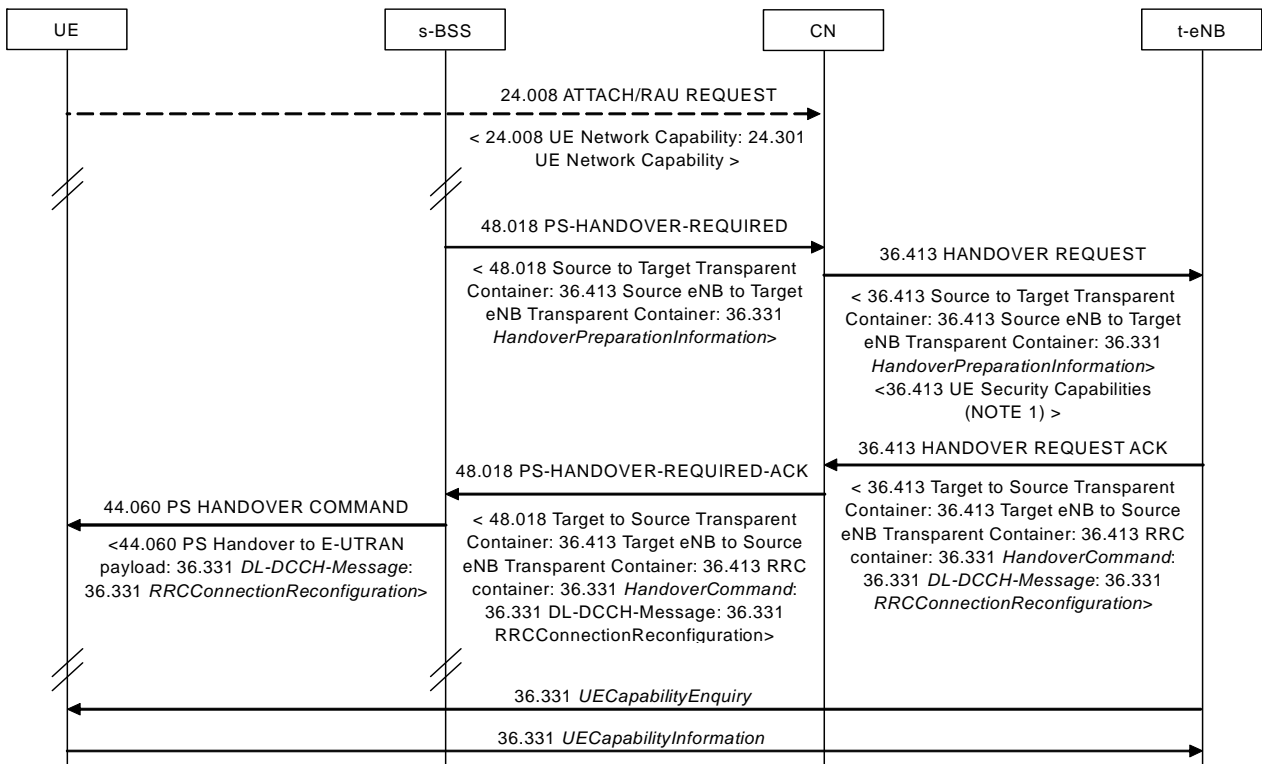 UE
s-BSS
CN
t-eNB
24.008 ATTACH/RAU REQUEST
< 24.008 UE Network Capability: 24.301
UE Network Capability >
48.018 PS-HANDOVER-REQUIRED
< 48.018 Source to Target Transparent
Container: 36.413 Source eNB to Target
eNB Transparent Container: 36.331
HandoverPreparationInformation>
36.413 HANDOVER REQUEST
< 36.413 Source to Target Transparent
Container: 36.413 Source eNB to Target
eNB Transparent Container: 36.331
HandoverPreparationInformation>
<36.413 UE Security Capabilities
(NOTE 1) >
36.413 HANDOVER REQUEST ACK
< 36.413 Target to Source Transparent
Container: 36.413 Target eNB to Source
eNB Transparent Container: 36.413 RRC
container: 36.331 HandoverCommand:
36.331 DL-DCCH-Message: 36.331
RRCConnectionReconfiguration>
48.018 PS-HANDOVER-REQUIRED-ACK
< 48.018 Target to Source Transparent
Container: 36.413 Target eNB to Source
eNB Transparent Container: 36.413 RRC
container: 36.331 HandoverCommand:
36.331 DL-DCCH-Message: 36.331
RRCConnectionReconfiguration>
44.060 PS HANDOVER COMMAND
<44.060 PS Handover to E-UTRAN
payload: 36.331 DL-DCCH-Message:
36.331 RRCConnectionReconfiguration>
36.331 UECapabilityEnquiry
36.331 UECapabilityInformation